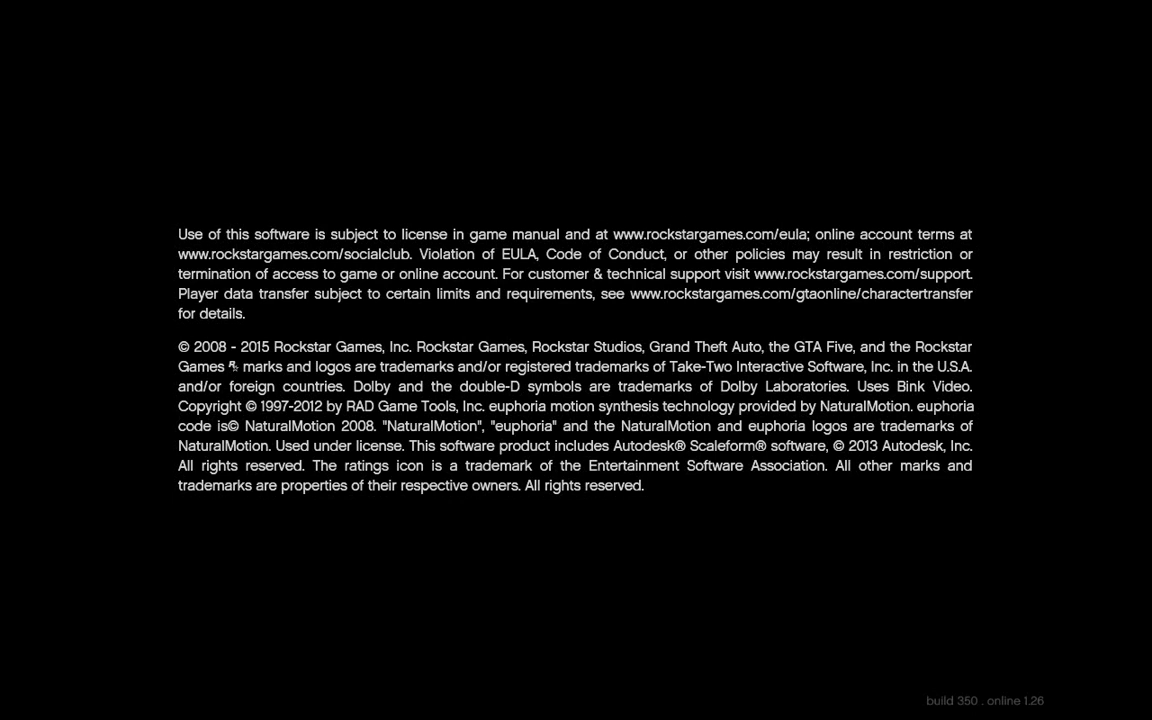 Use of this software is subject to license in game manual and at www.rockstargames.com/eula; online account terms at
www.rockstargames.com/socialclub. Violation of EULA, Code of Conduct, or other policies may result in restriction or
termination of access to game or online account. For customer & technical support visit www.rockstargames.com/support.
Player data transfer subject to certain limits and requirements, see www.rockstargames.com/gtaonline/charactertransfer
for details.
© 2008 - 2015 Rockstar Games, Inc. Rockstar Games, Rockstar Studios, Grand Theft Auto, the GTA Five, and the Rockstar
Games R* marks and logos are trademarks and/or registered trademarks of Take-Two Interactive Software, Inc. in the U.S.A.
and/or foreign countries. Dolby and the double-D symbols are trademarks of Dolby Laboratories. Uses Bink Video.
Copyright © 1997-2012 by RAD Game Tools, Inc. euphoria motion synthesis technology provided by NaturalMotion. euphoria
code is© NaturalMotion 2008. "NaturalMotion", "euphoria" and the NaturalMotion and euphoria logos are trademarks of
NaturalMotion. Used under license. This software product includes Autodesk® Scaleform® software, © 2013 Autodesk, Inc.
All rights reserved. The ratings icon is a trademark of the Entertainment Software Association. All other marks and
trademarks are properties of their respective owners. All rights reserved.
build 350 . online 1.26